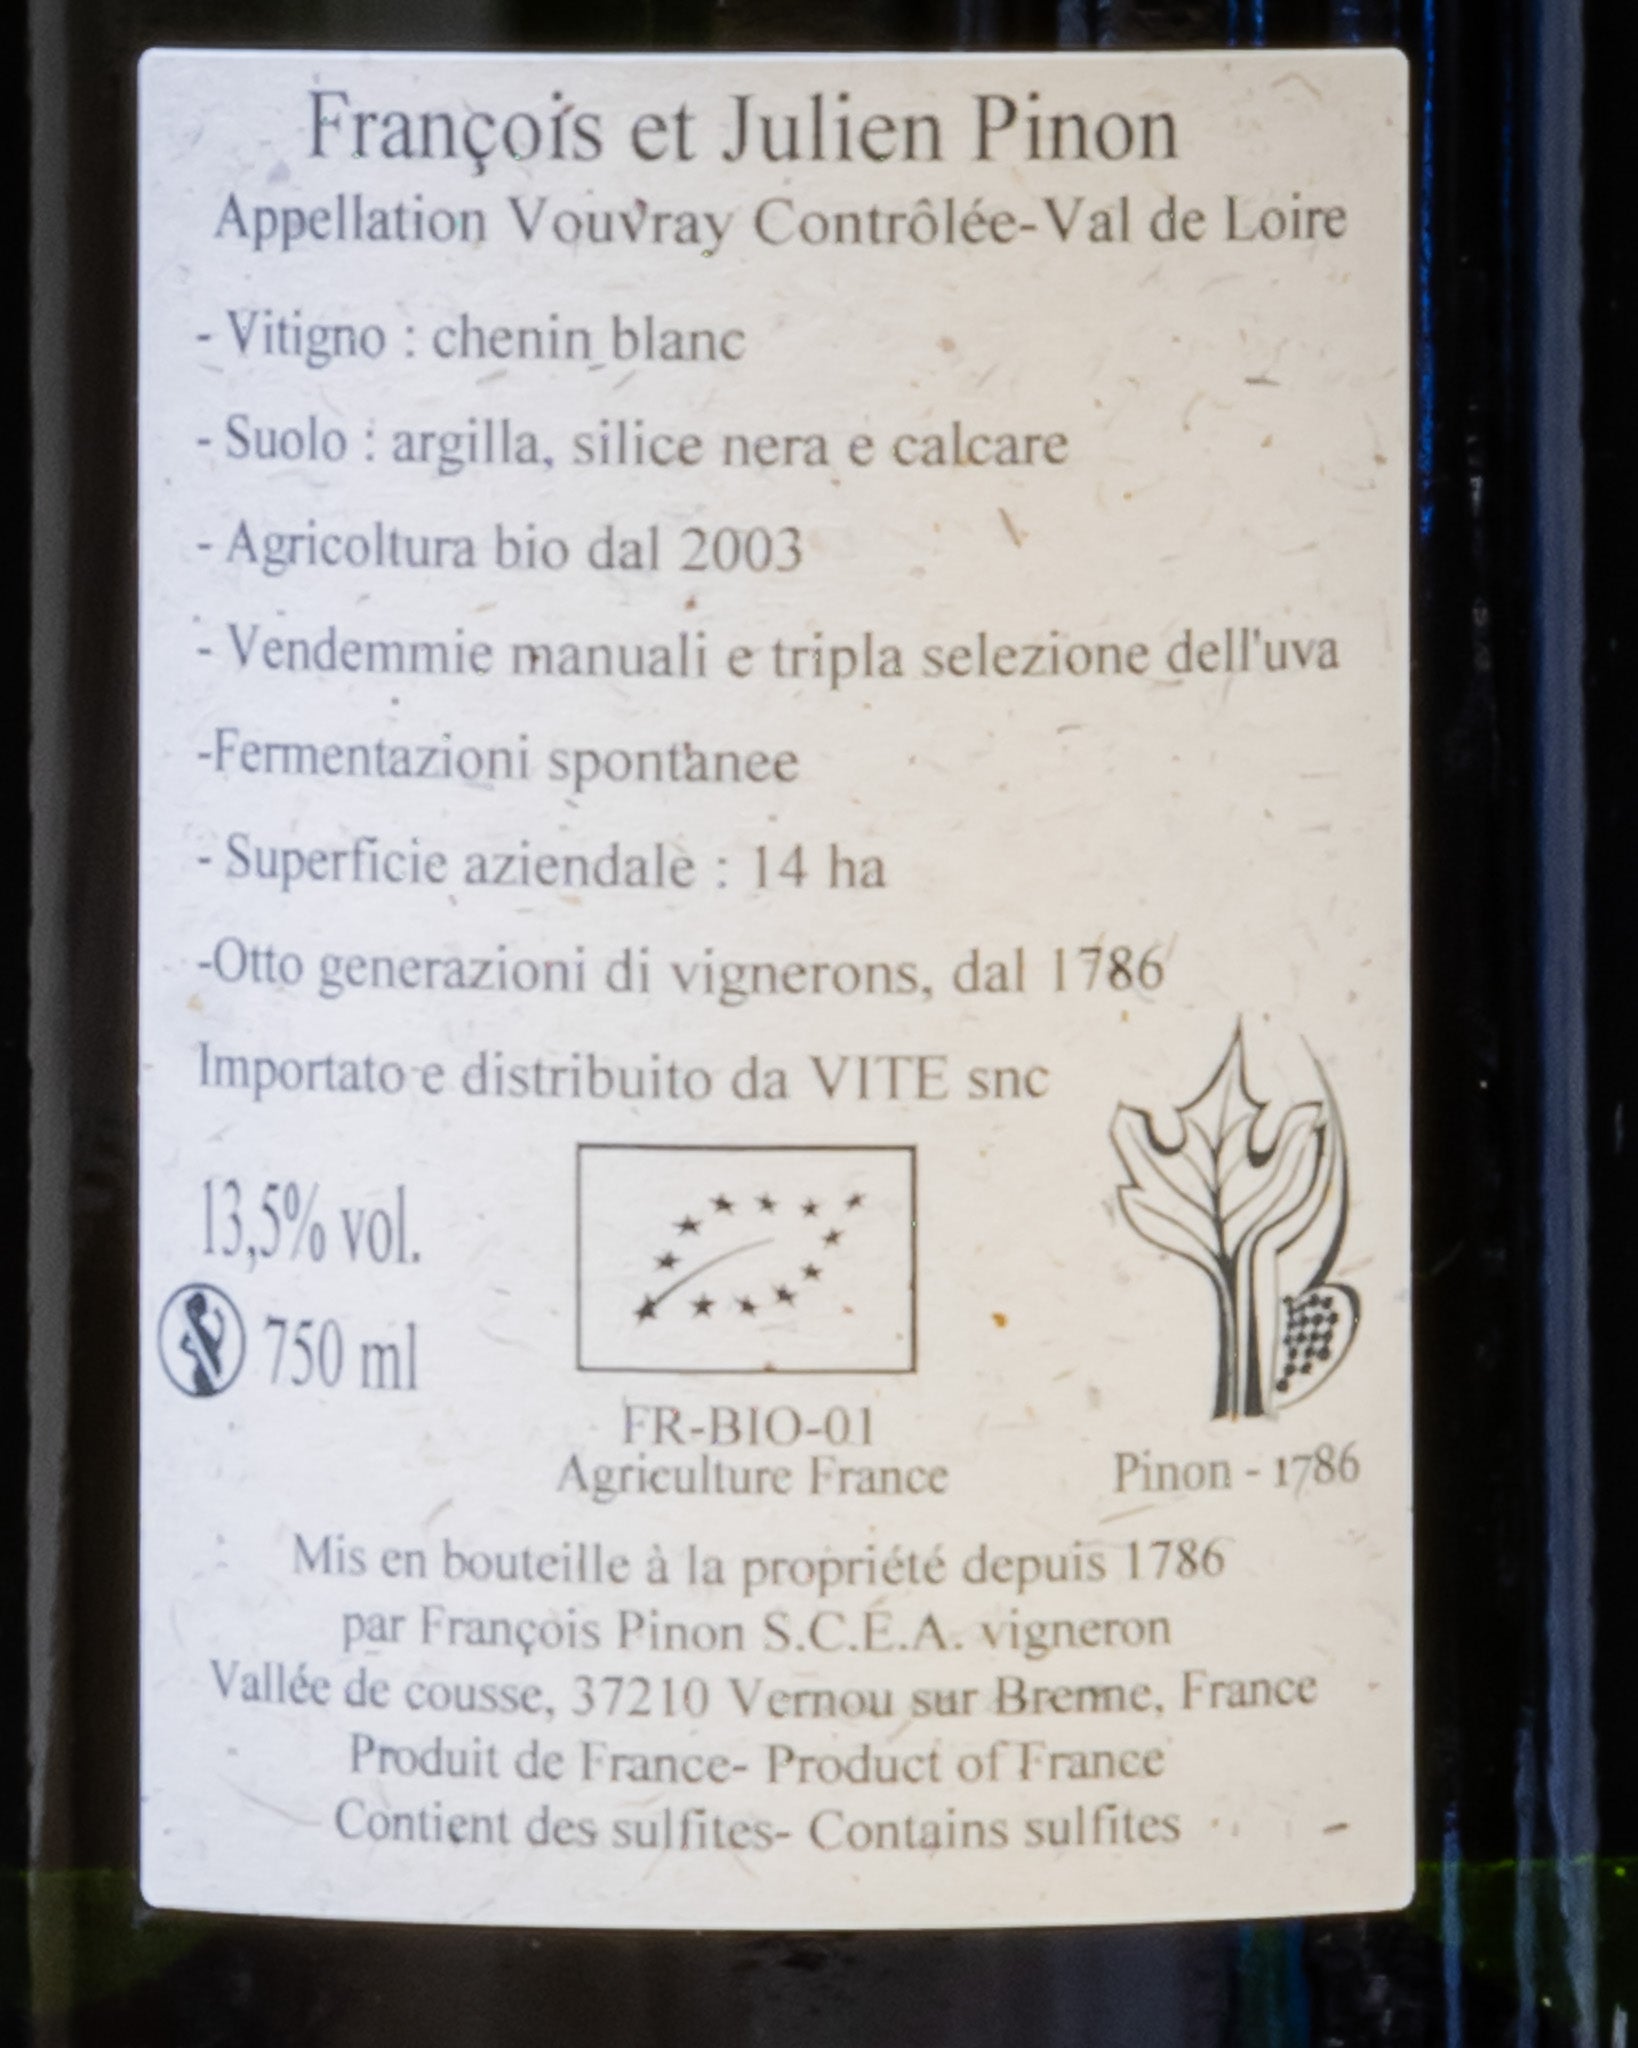 François et Julien Pinon
Appellation Vouvray Contrôlée-Val de Loire
- Vitigno : chenin blanc
- Suolo : argilla, silice nera e calcare
- Agricoltura bio dal 2003
- Vendemmie manuali e tripla selezione dell'uva
-Fermentazioni spontanee
- Superficie aziendale : 14 ha
-Otto generazioni di vignerons, dal 1786
Importato e distribuito da VITE snc
13,5% vol.
750 ml
FR-BIO-01
Agriculture France
Pinon - 1786
Mis en bouteille à la propriété depuis 1786
par François Pinon S.C.E.A. vigneron
Vallée de cousse, 37210 Vernou sur Brenne, France
Produit de France- Product of France
Contient des sulfites- Contains sulfites